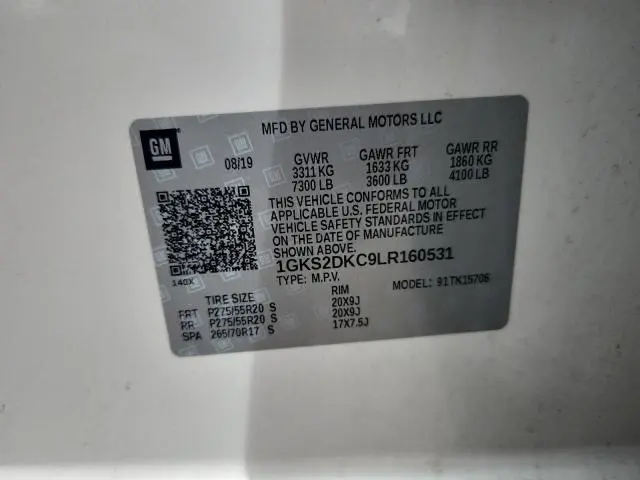 GM
MFD BY GENERAL MOTORS LLC
08/19 GVWR GAWR FRT GAWR RR
3311 KG 1633 KG 1860 KG
7300 LB 3600 LB 4100 LB
THIS VEHICLE CONFORMS TO ALL
APPLICABLE U.S. FEDERAL MOTOR
VEHICLE SAFETY STANDARDS IN EFFECT
ON THE DATE OF MANUFACTURE
SHOWN ABOVE.
1GKS2DKC9LR160531
140X
TYPE: M.P.V. MODEL: 91TK15706
TIRE SIZE RIM
FRT P275/55R20 S 20X9J
RR P275/55R20 S 20X9J
SPA 265/70R17 S 17X7.5J